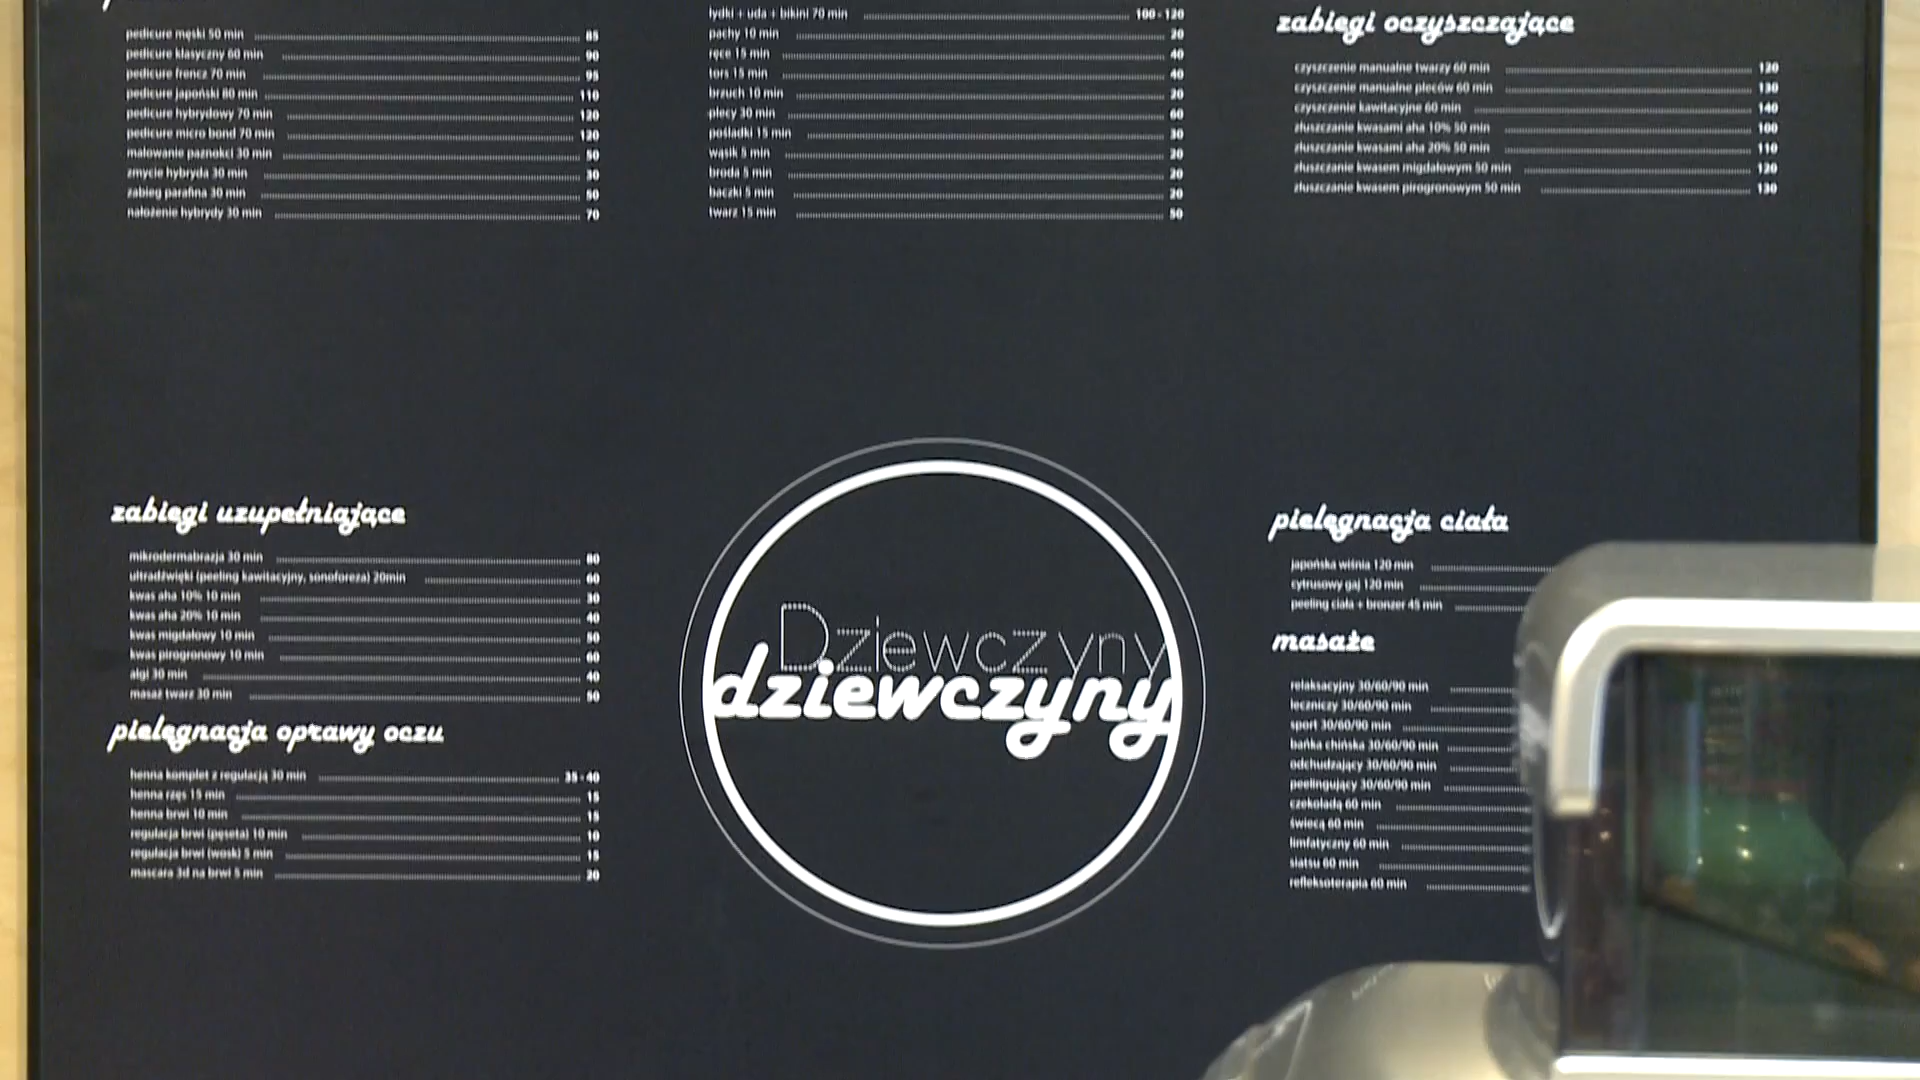 pedicure męski 50 min 85
pedicure klasyczny 60 min 90
pedicure frencz 70 min 95
pedicure japoński 80 min 110
pedicure hybrydowy 70 min 120
pedicure micro bond 70 min 120
malowanie paznokci 30 min 50
zmycie hybryda 30 min 30
zabieg parafina 30 min 50
nałożenie hybrydy 30 min 70
łydki + uda + bikini 70 min 100 - 120
pachy 10 min 20
ręce 15 min 40
tors 15 min 40
brzuch 10 min 20
plecy 30 min 60
pośladki 15 min 30
wąsik 5 min 20
broda 5 min 20
baczki 5 min 20
twarz 15 min 50
zabiegi oczyszczające
czyszczenie manualne twarzy 60 min 120
czyszczenie manualne pleców 60 min 130
czyszczenie kawitacyjne 60 min 140
złuszczanie kwasami aha 10% 50 min 100
złuszczanie kwasami aha 20% 50 min 110
złuszczanie kwasem migdałowym 50 min 120
złuszczanie kwasem pirogronowym 50 min 130
zabiegi uzupełniające
mikrodermabrazja 30 min 80
ultradźwięki (peeling kawitacyjny, sonoforeza) 20min 60
kwas aha 10% 10 min 30
kwas aha 20% 10 min 40
kwas migdałowy 10 min 50
kwas pirogronowy 10 min 60
algi 30 min 40
masaż twarz 30 min 50
pielęgnacja oprawy oczu
henna komplet z regulacją 30 min 35 - 40
henna rzęs 15 min 15
henna brwi 10 min 15
regulacja brwi (pęseta) 10 min 10
regulacja brwi (wosk) 5 min 15
mascara 3d na brwi 5 min 20
Dziewczyny
dziewczyny
pielęgnacja ciała
japońska wiśnia 120 min
cytrusowy gaj 120 min
peeling ciała + bronzer 45 min
masaże
relaksacyjny 30/60/90 min
leczniczy 30/60/90 min
sport 30/60/90 min
bańka chińska 30/60/90 min
odchudzający 30/60/90 min
peelingujący 30/60/90 min
czekoladą 60 min
świecą 60 min
limfatyczny 60 min
siatsu 60 min
refleksoterapia 60 min